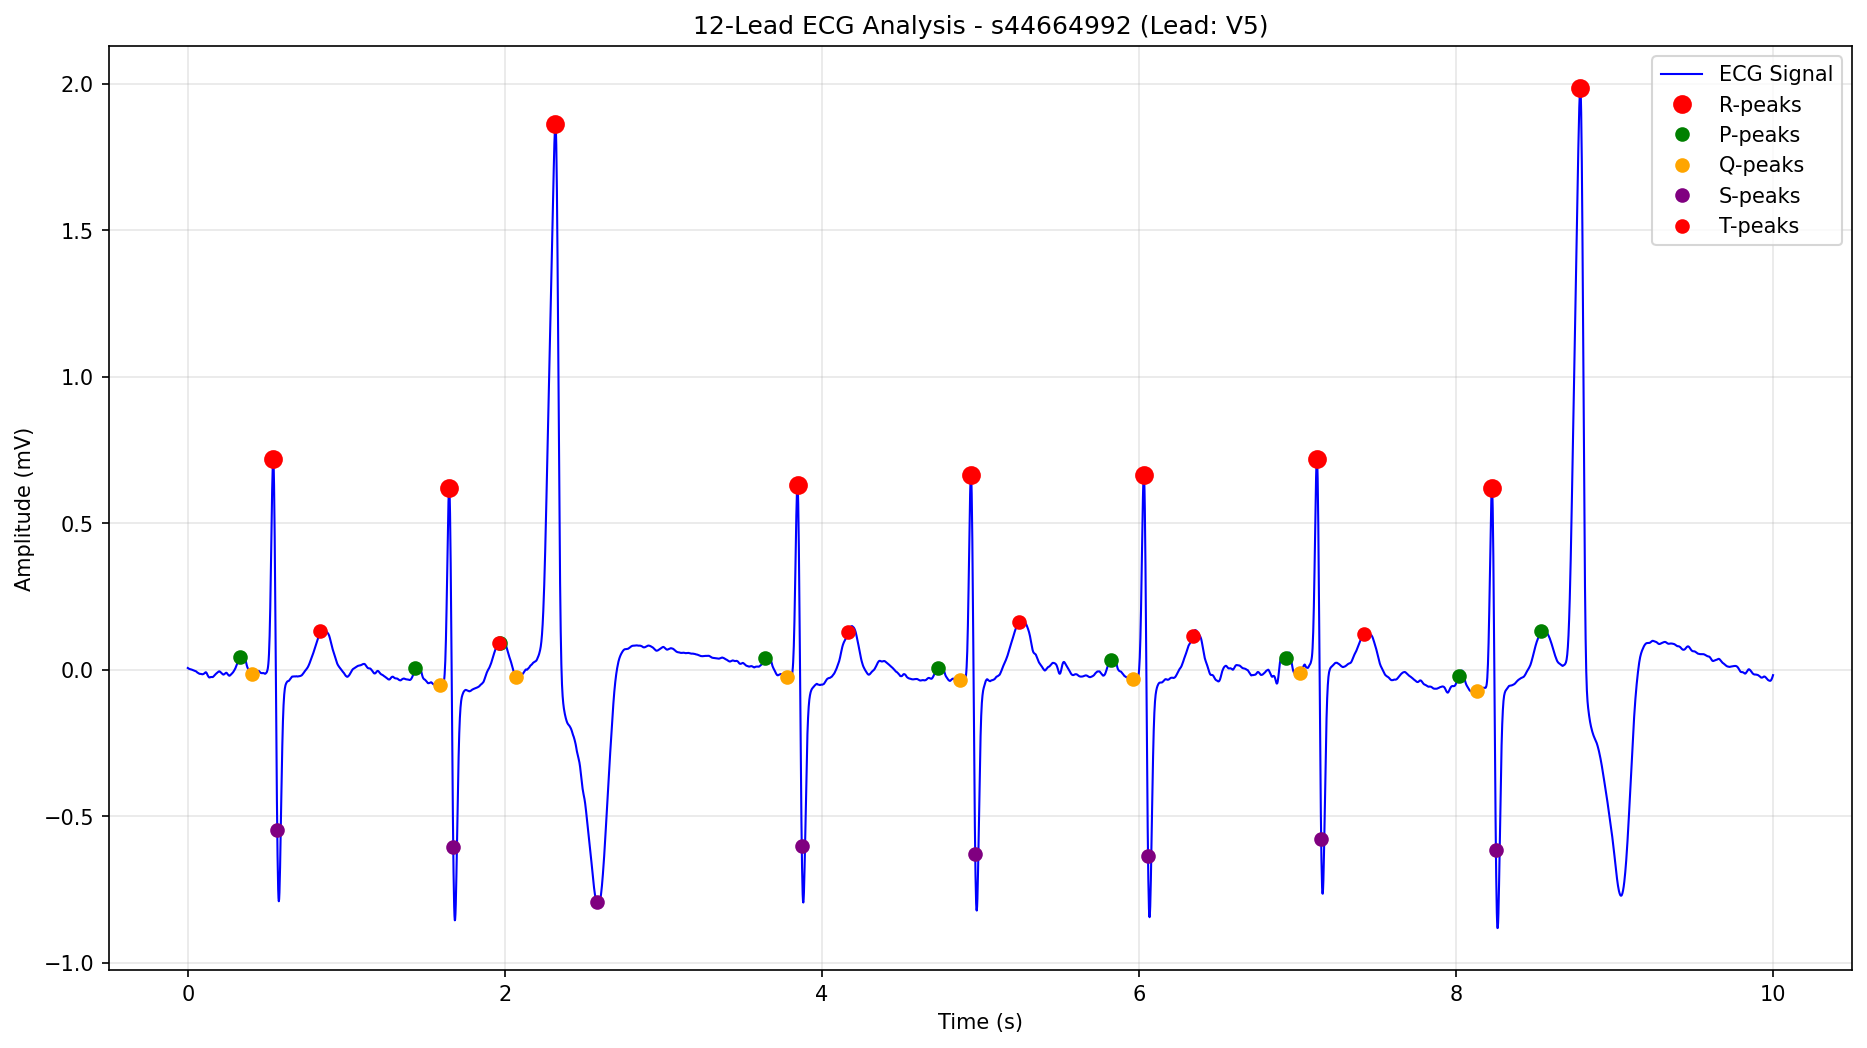 12-Lead ECG Analysis - s44664992 (Lead: V5)
ECG Signal
R-peaks
P-peaks
Q-peaks
S-peaks
T-peaks
Amplitude (mV)
2.0
1.5
1.0
0.5
0.0
−0.5
−1.0
0 2 4 6 8 10
Time (s)